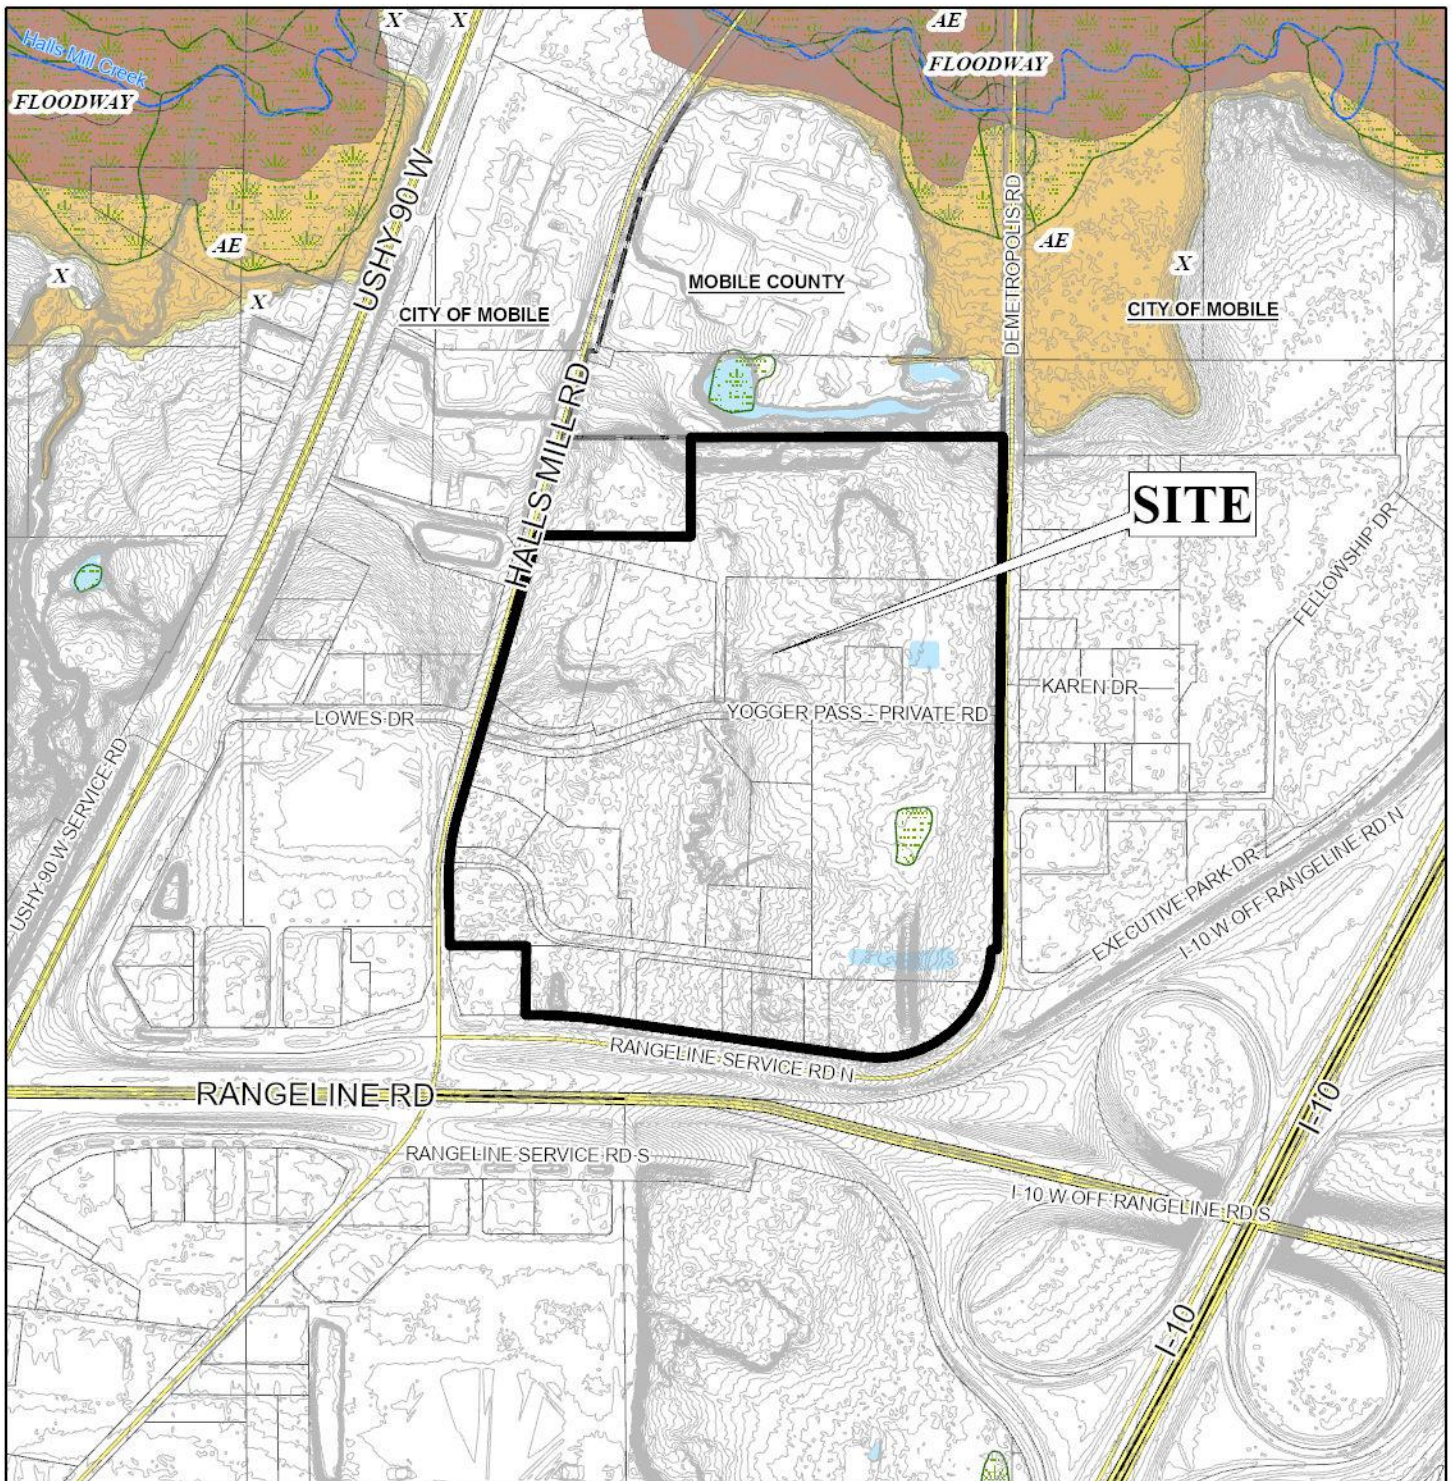 X
X
AE
Halls Mill Creek
FLOODWAY
FLOODWAY
USHY 90 W
DEMETROPOLIS RD
AE
AE
X
X
X
MOBILE COUNTY
CITY OF MOBILE
CITY OF MOBILE
HALLS MILL RD
SITE
FELLOWSHIP DR
KAREN DR
LOWES DR
YOGGER PASS - PRIVATE RD
USHY 90 W SERVICE RD
EXECUTIVE PARK DR
I-10 W OFF RANGELINE RD N
RANGELINE SERVICE RD N
RANGELINE RD
I-10
RANGELINE SERVICE RD S
I-10 W OFF RANGELINE RD S
I-10